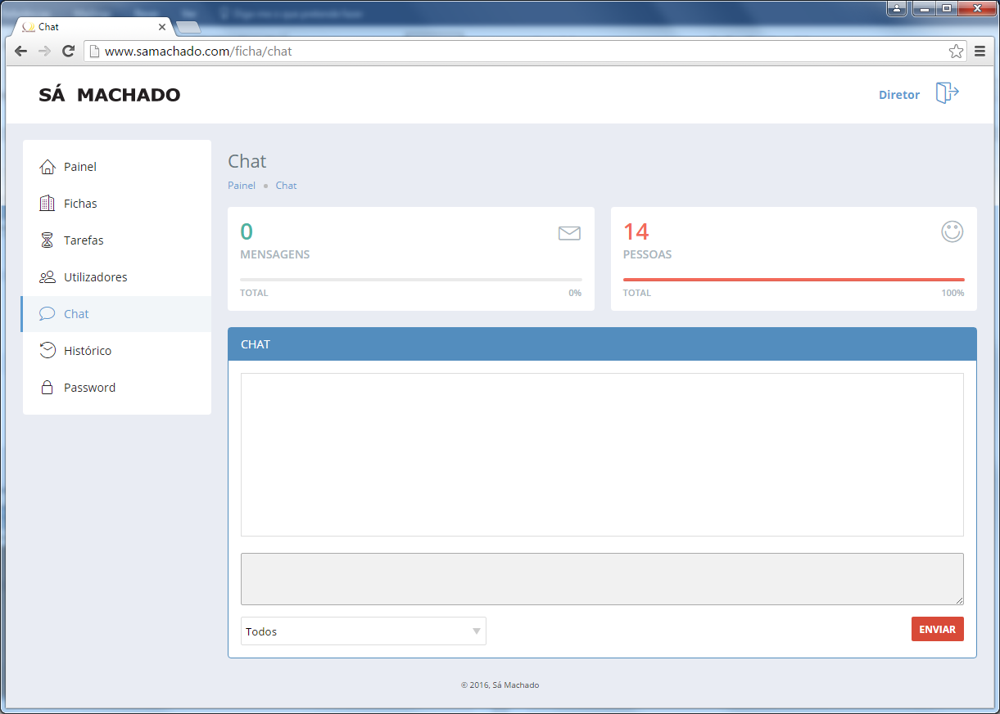 Chat
www.samachado.com/ficha/chat
SÁ MACHADO
Diretor
Painel
Fichas
Tarefas
Utilizadores
Chat
Histórico
Password
Chat
Painel Chat
0
MENSAGENS
TOTAL 0%
14
PESSOAS
TOTAL 100%
CHAT
Todos
ENVIAR
© 2016, Sá Machado